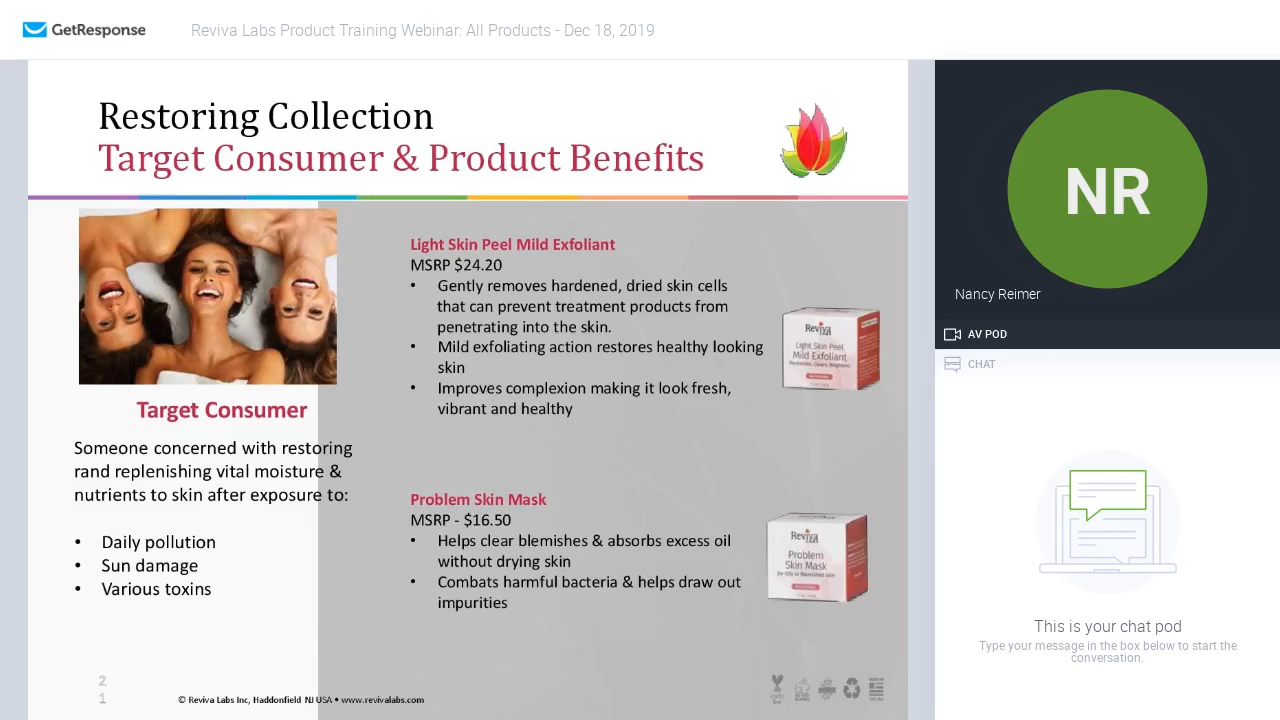 GetResponse
Reviva Labs Product Training Webinar: All Products - Dec 18, 2019
Restoring Collection
Target Consumer & Product Benefits
Target Consumer
Someone concerned with restoring
rand replenishing vital moisture &
nutrients to skin after exposure to:
• Daily pollution
• Sun damage
• Various toxins
Light Skin Peel Mild Exfoliant
MSRP $24.20
• Gently removes hardened, dried skin cells
that can prevent treatment products from
penetrating into the skin.
• Mild exfoliating action restores healthy looking
skin
• Improves complexion making it look fresh,
vibrant and healthy
Reviva
Light Skin Peel
Mild Exfoliant
Problem Skin Mask
MSRP - $16.50
• Helps clear blemishes & absorbs excess oil
without drying skin
• Combats harmful bacteria & helps draw out
impurities
Reviva
Problem
Skin Mask
for Oily or Blemished Skin
2
1
© Reviva Labs Inc, Haddonfield NJ USA • www.revivalabs.com
NR
Nancy Reimer
AV POD
CHAT
This is your chat pod
Type your message in the box below to start the
conversation.